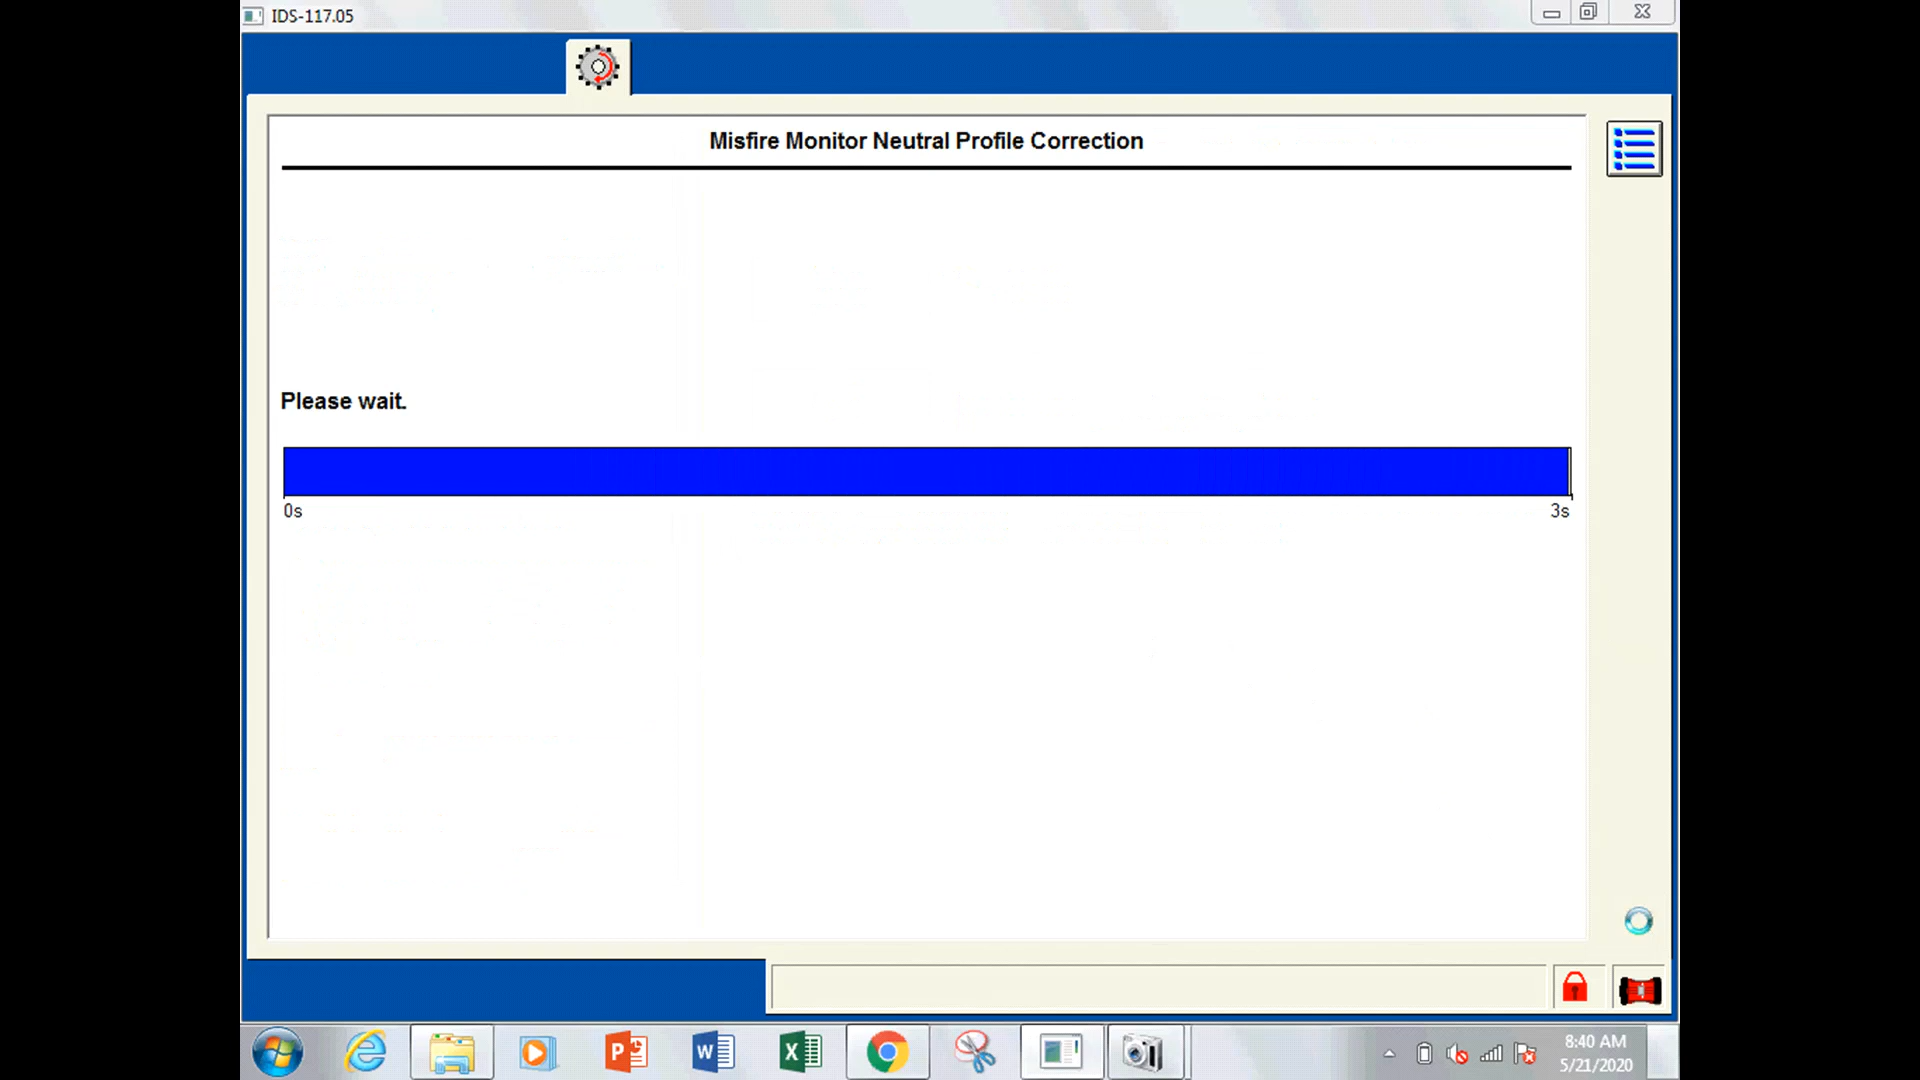 IDS-117.05
Misfire Monitor Neutral Profile Correction
Please wait.
0s 3s
8:40 AM
5/21/2020